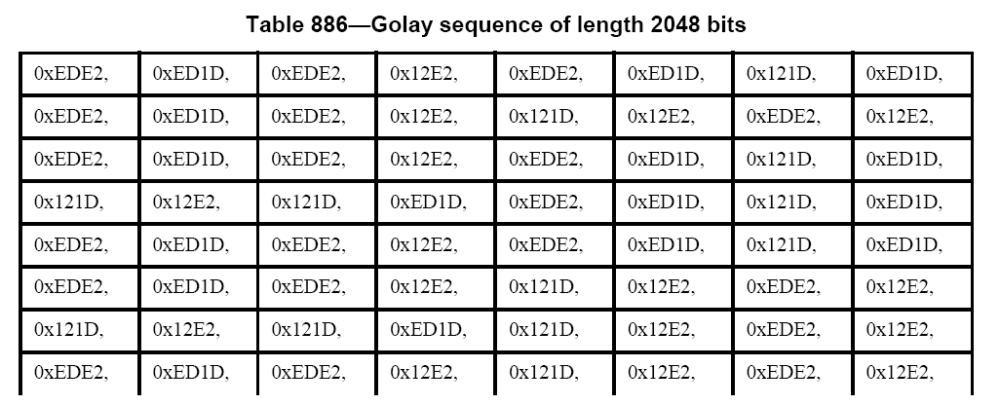 Table 886—Golay sequence of length 2048 bits
0xEDE2, 0xED1D, 0xEDE2, 0x12E2, 0xEDE2, 0xED1D, 0x121D, 0xED1D,
0xEDE2, 0xED1D, 0xEDE2, 0x12E2, 0x121D, 0x12E2, 0xEDE2, 0x12E2,
0xEDE2, 0xED1D, 0xEDE2, 0x12E2, 0xEDE2, 0xED1D, 0x121D, 0xED1D,
0x121D, 0x12E2, 0x121D, 0xED1D, 0xEDE2, 0xED1D, 0x121D, 0xED1D,
0xEDE2, 0xED1D, 0xEDE2, 0x12E2, 0xEDE2, 0xED1D, 0x121D, 0xED1D,
0xEDE2, 0xED1D, 0xEDE2, 0x12E2, 0x121D, 0x12E2, 0xEDE2, 0x12E2,
0x121D, 0x12E2, 0x121D, 0xED1D, 0x121D, 0x12E2, 0xEDE2, 0x12E2,
0xEDE2, 0xED1D, 0xEDE2, 0x12E2, 0x121D, 0x12E2, 0xEDE2, 0x12E2,